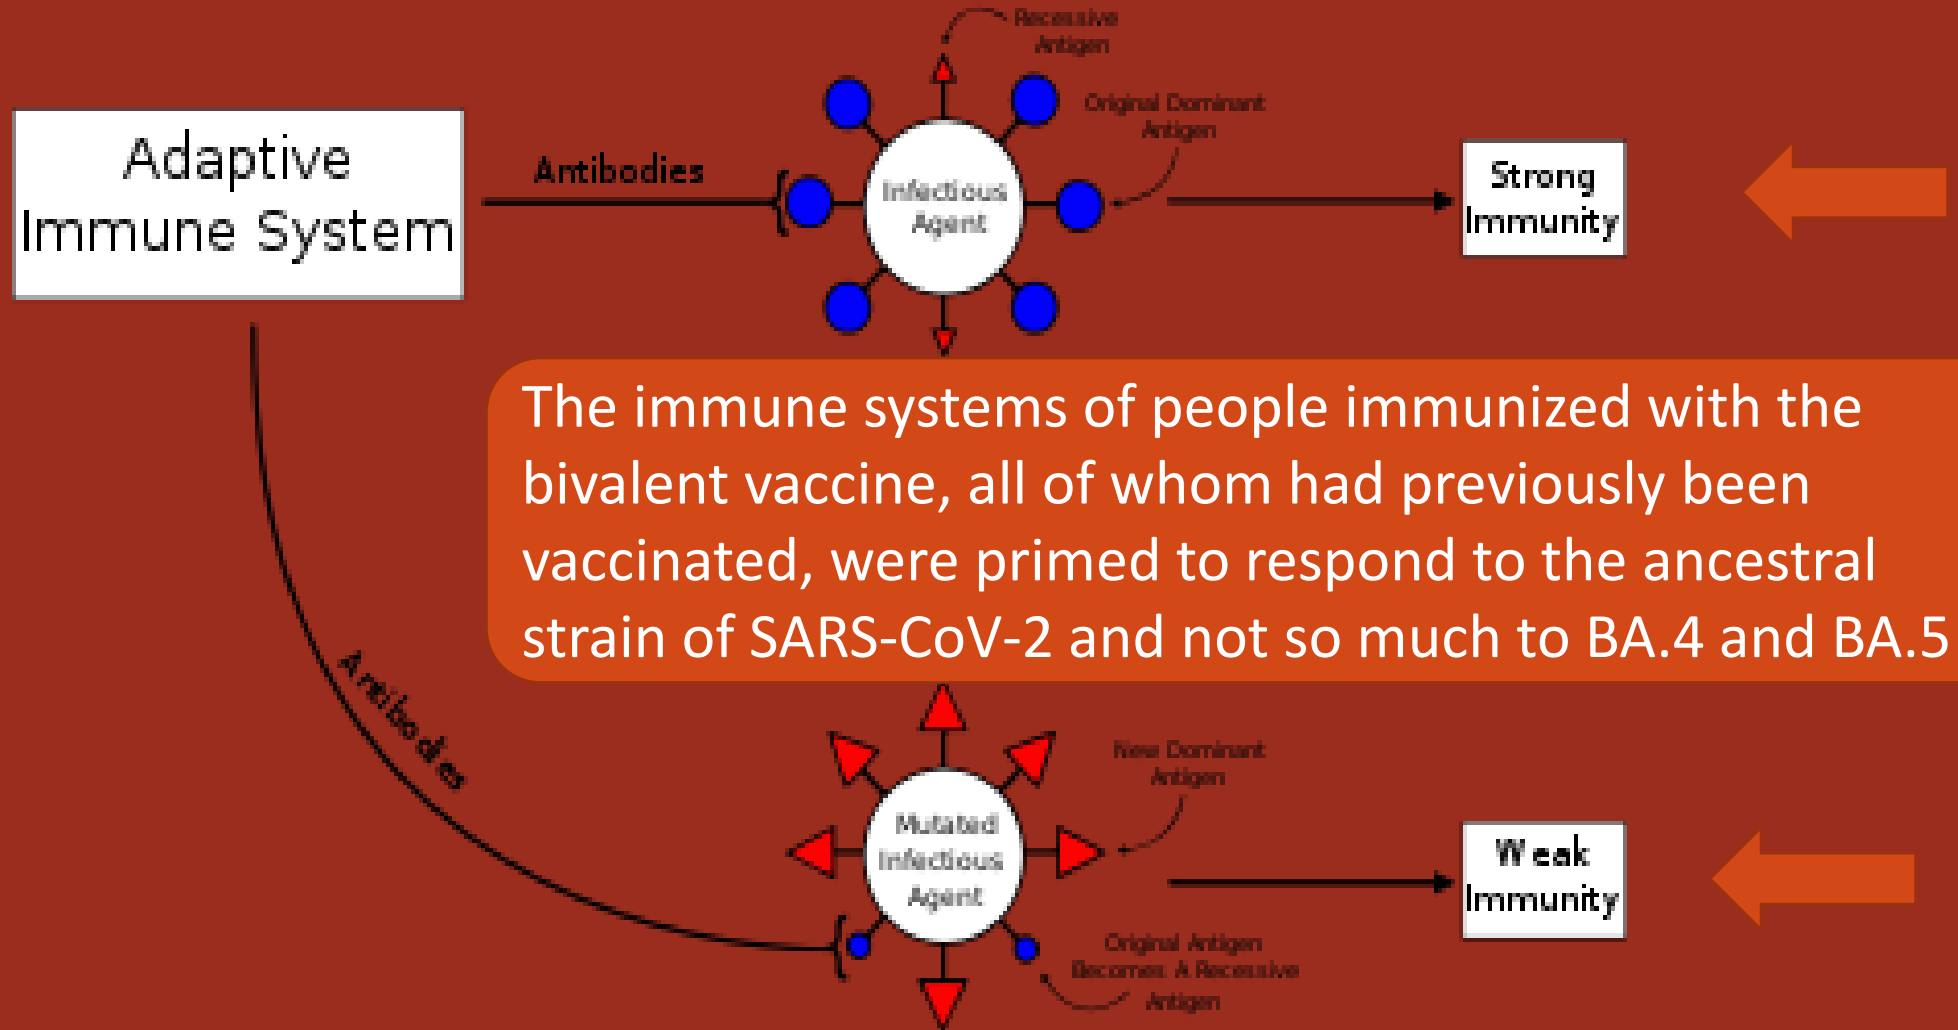 Recessive
Antigen
Original Dominant
Antigen
Adaptive
Immune System
Antibodies
Infectious
Agent
Strong
Immunity
The immune systems of people immunized with the
bivalent vaccine, all of whom had previously been
vaccinated, were primed to respond to the ancestral
strain of SARS-CoV-2 and not so much to BA.4 and BA.5
Antibodies
New Dominant
Antigen
Mutated
Infectious
Agent
Weak
Immunity
Original Antigen
Becomes A Recessive
Antigen